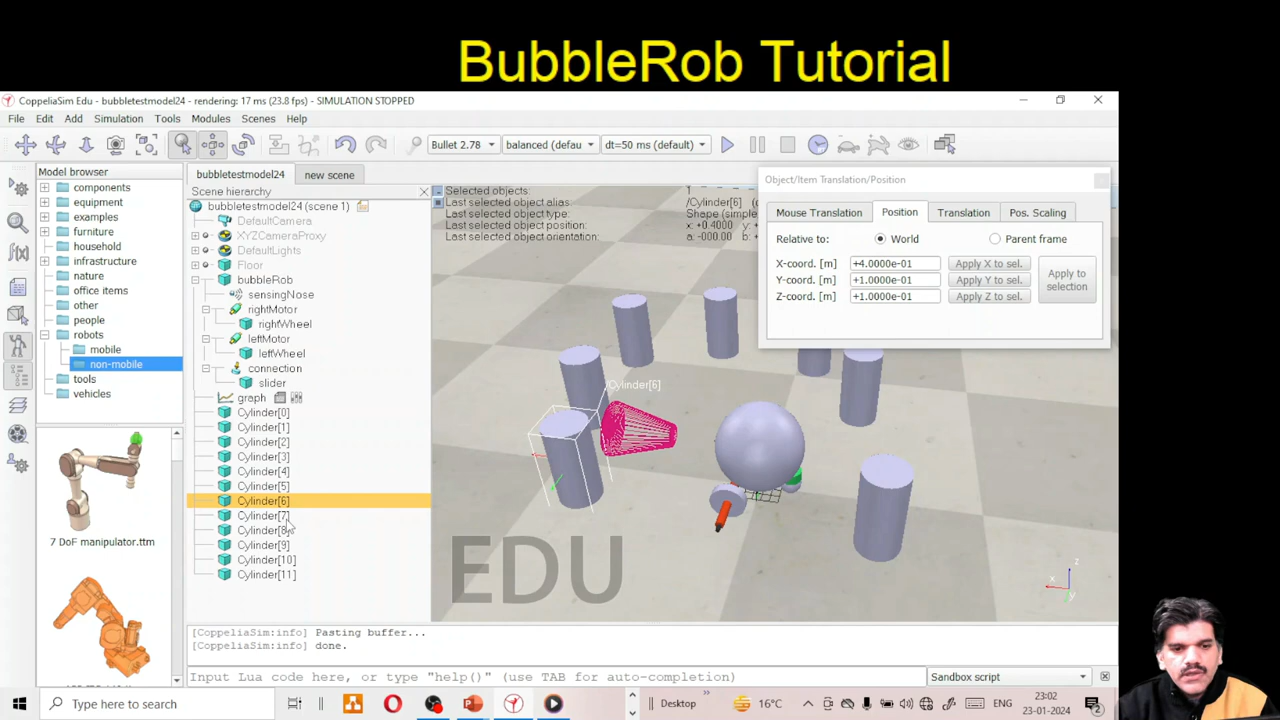 BubbleRob Tutorial
CoppeliaSim Edu - bubbletestmodel24 - rendering: 17 ms (23.8 fps) - SIMULATION STOPPED
File Edit Add Simulation Tools Modules Scenes Help
Bullet 2.78 balanced (defau dt=50 ms (default)
Model browser
components
equipment
examples
furniture
household
infrastructure
nature
office items
other
people
robots
mobile
non-mobile
tools
vehicles
7 DoF manipulator.ttm
bubbletestmodel24 new scene
Scene hierarchy
bubbletestmodel24 (scene 1)
DefaultCamera
XYZCameraProxy
DefaultLights
Floor
bubbleRob
sensingNose
rightMotor
rightWheel
leftMotor
leftWheel
connection
slider
graph
Cylinder[0]
Cylinder[1]
Cylinder[2]
Cylinder[3]
Cylinder[4]
Cylinder[5]
Cylinder[6]
Cylinder[7]
Cylinder[8]
Cylinder[9]
Cylinder[10]
Cylinder[11]
Selected objects:
Last selected object alias: /Cylinder[6]
Last selected object type: Shape (simple
Last selected object position: x: +0.4000 y:
Last selected object orientation: a: -000.00 b:
Object/Item Translation/Position
Mouse Translation Position Translation Pos. Scaling
Relative to: World Parent frame
X-coord. [m] +4.0000e-01 Apply X to sel.
Y-coord. [m] +1.0000e-01 Apply Y to sel.
Z-coord. [m] +1.0000e-01 Apply Z to sel.
Apply to
selection
/Cylinder[6]
EDU
x z y
[CoppeliaSim:info] Pasting buffer...
[CoppeliaSim:info] done.
Input Lua code here, or type "help()" (use TAB for auto-completion)
Sandbox script
Type here to search
Desktop
16°C
ENG
23:02
23-01-2024
2